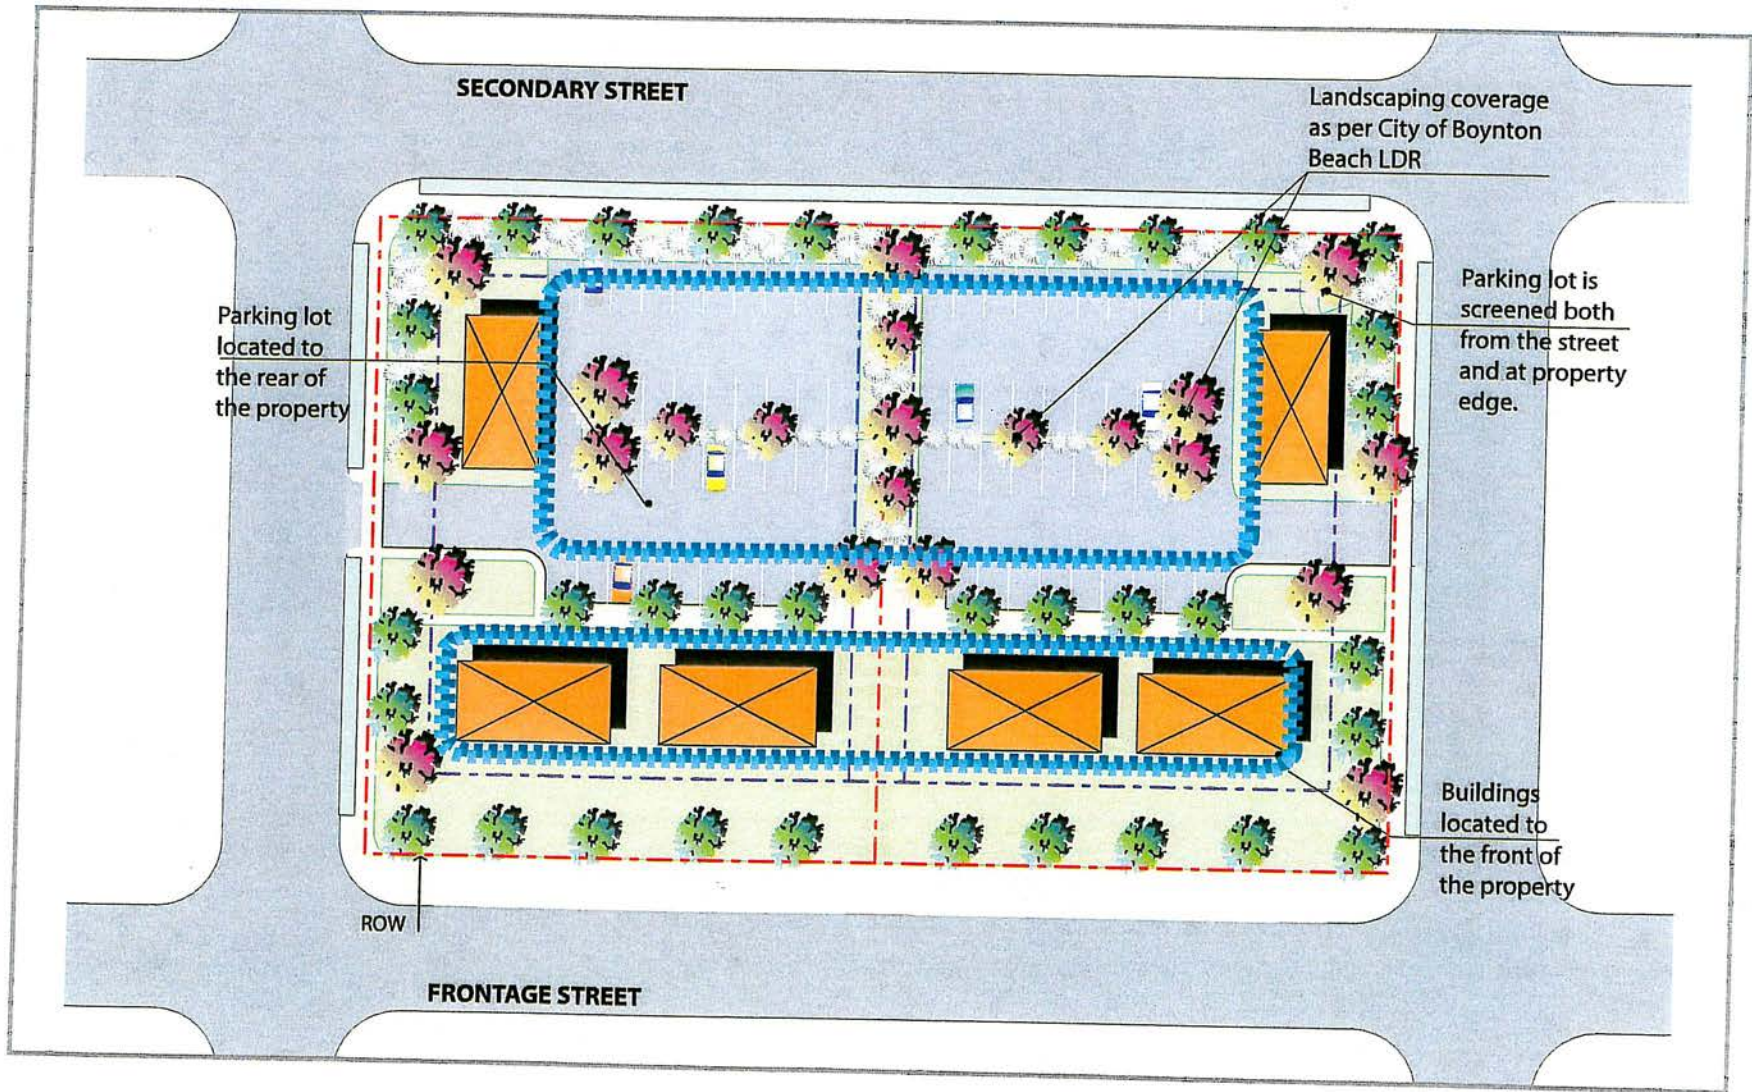 SECONDARY STREET
Landscaping coverage
as per City of Boynton
Beach LDR
Parking lot
located to
the rear of
the property
Parking lot is
screened both
from the street
and at property
edge.
Buildings
located to
the front of
the property
ROW
FRONTAGE STREET